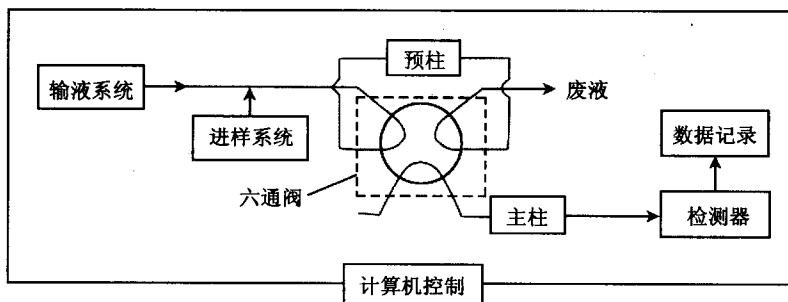 预柱
输液系统
废液
进样系统
数据记录
六通阀
主柱
检测器
计算机控制